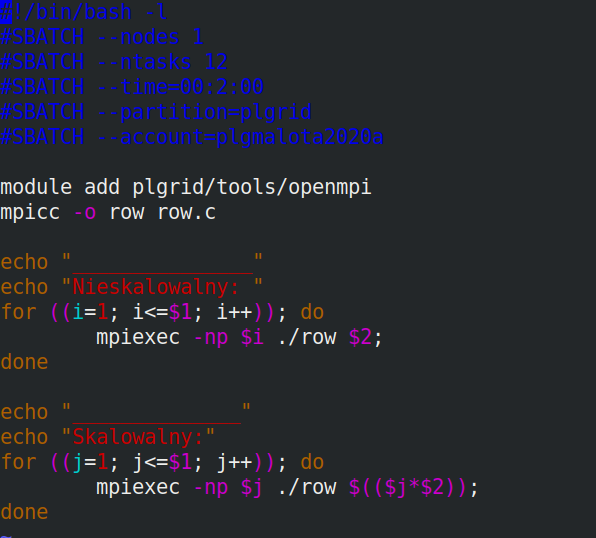 #!/bin/bash -l
#SBATCH --nodes 1
#SBATCH --ntasks 12
#SBATCH --time=00:2:00
#SBATCH --partition=plgrid
#SBATCH --account=plgmalota2020a

module add plgrid/tools/openmpi
mpicc -o row row.c

echo "_______________"
echo "Nieskalowalny: "
for ((i=1; i<=$1; i++)); do
        mpiexec -np $i ./row $2;
done

echo "______________"
echo "Skalowalny:"
for ((j=1; j<=$1; j++)); do
        mpiexec -np $j ./row $(($j*$2));
done
~